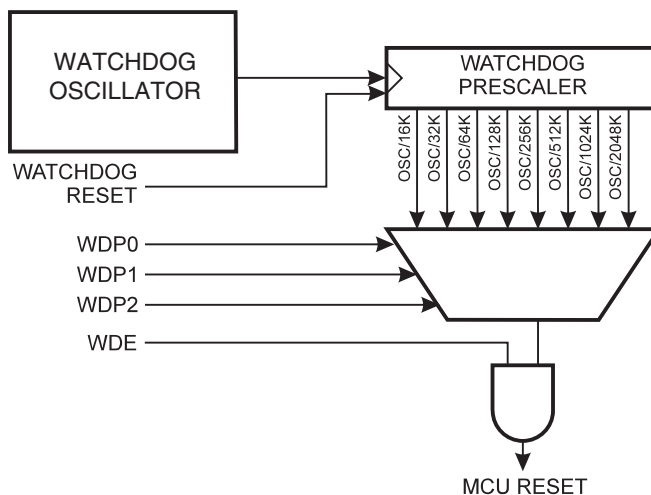 WATCHDOG
OSCILLATOR
WATCHDOG
PRESCALER
OSC/16K
OSC/32K
OSC/64K
OSC/128K
OSC/256K
OSC/512K
OSC/1024K
OSC/2048K
WATCHDOG
RESET
WDP0
WDP1
WDP2
WDE
MCU RESET